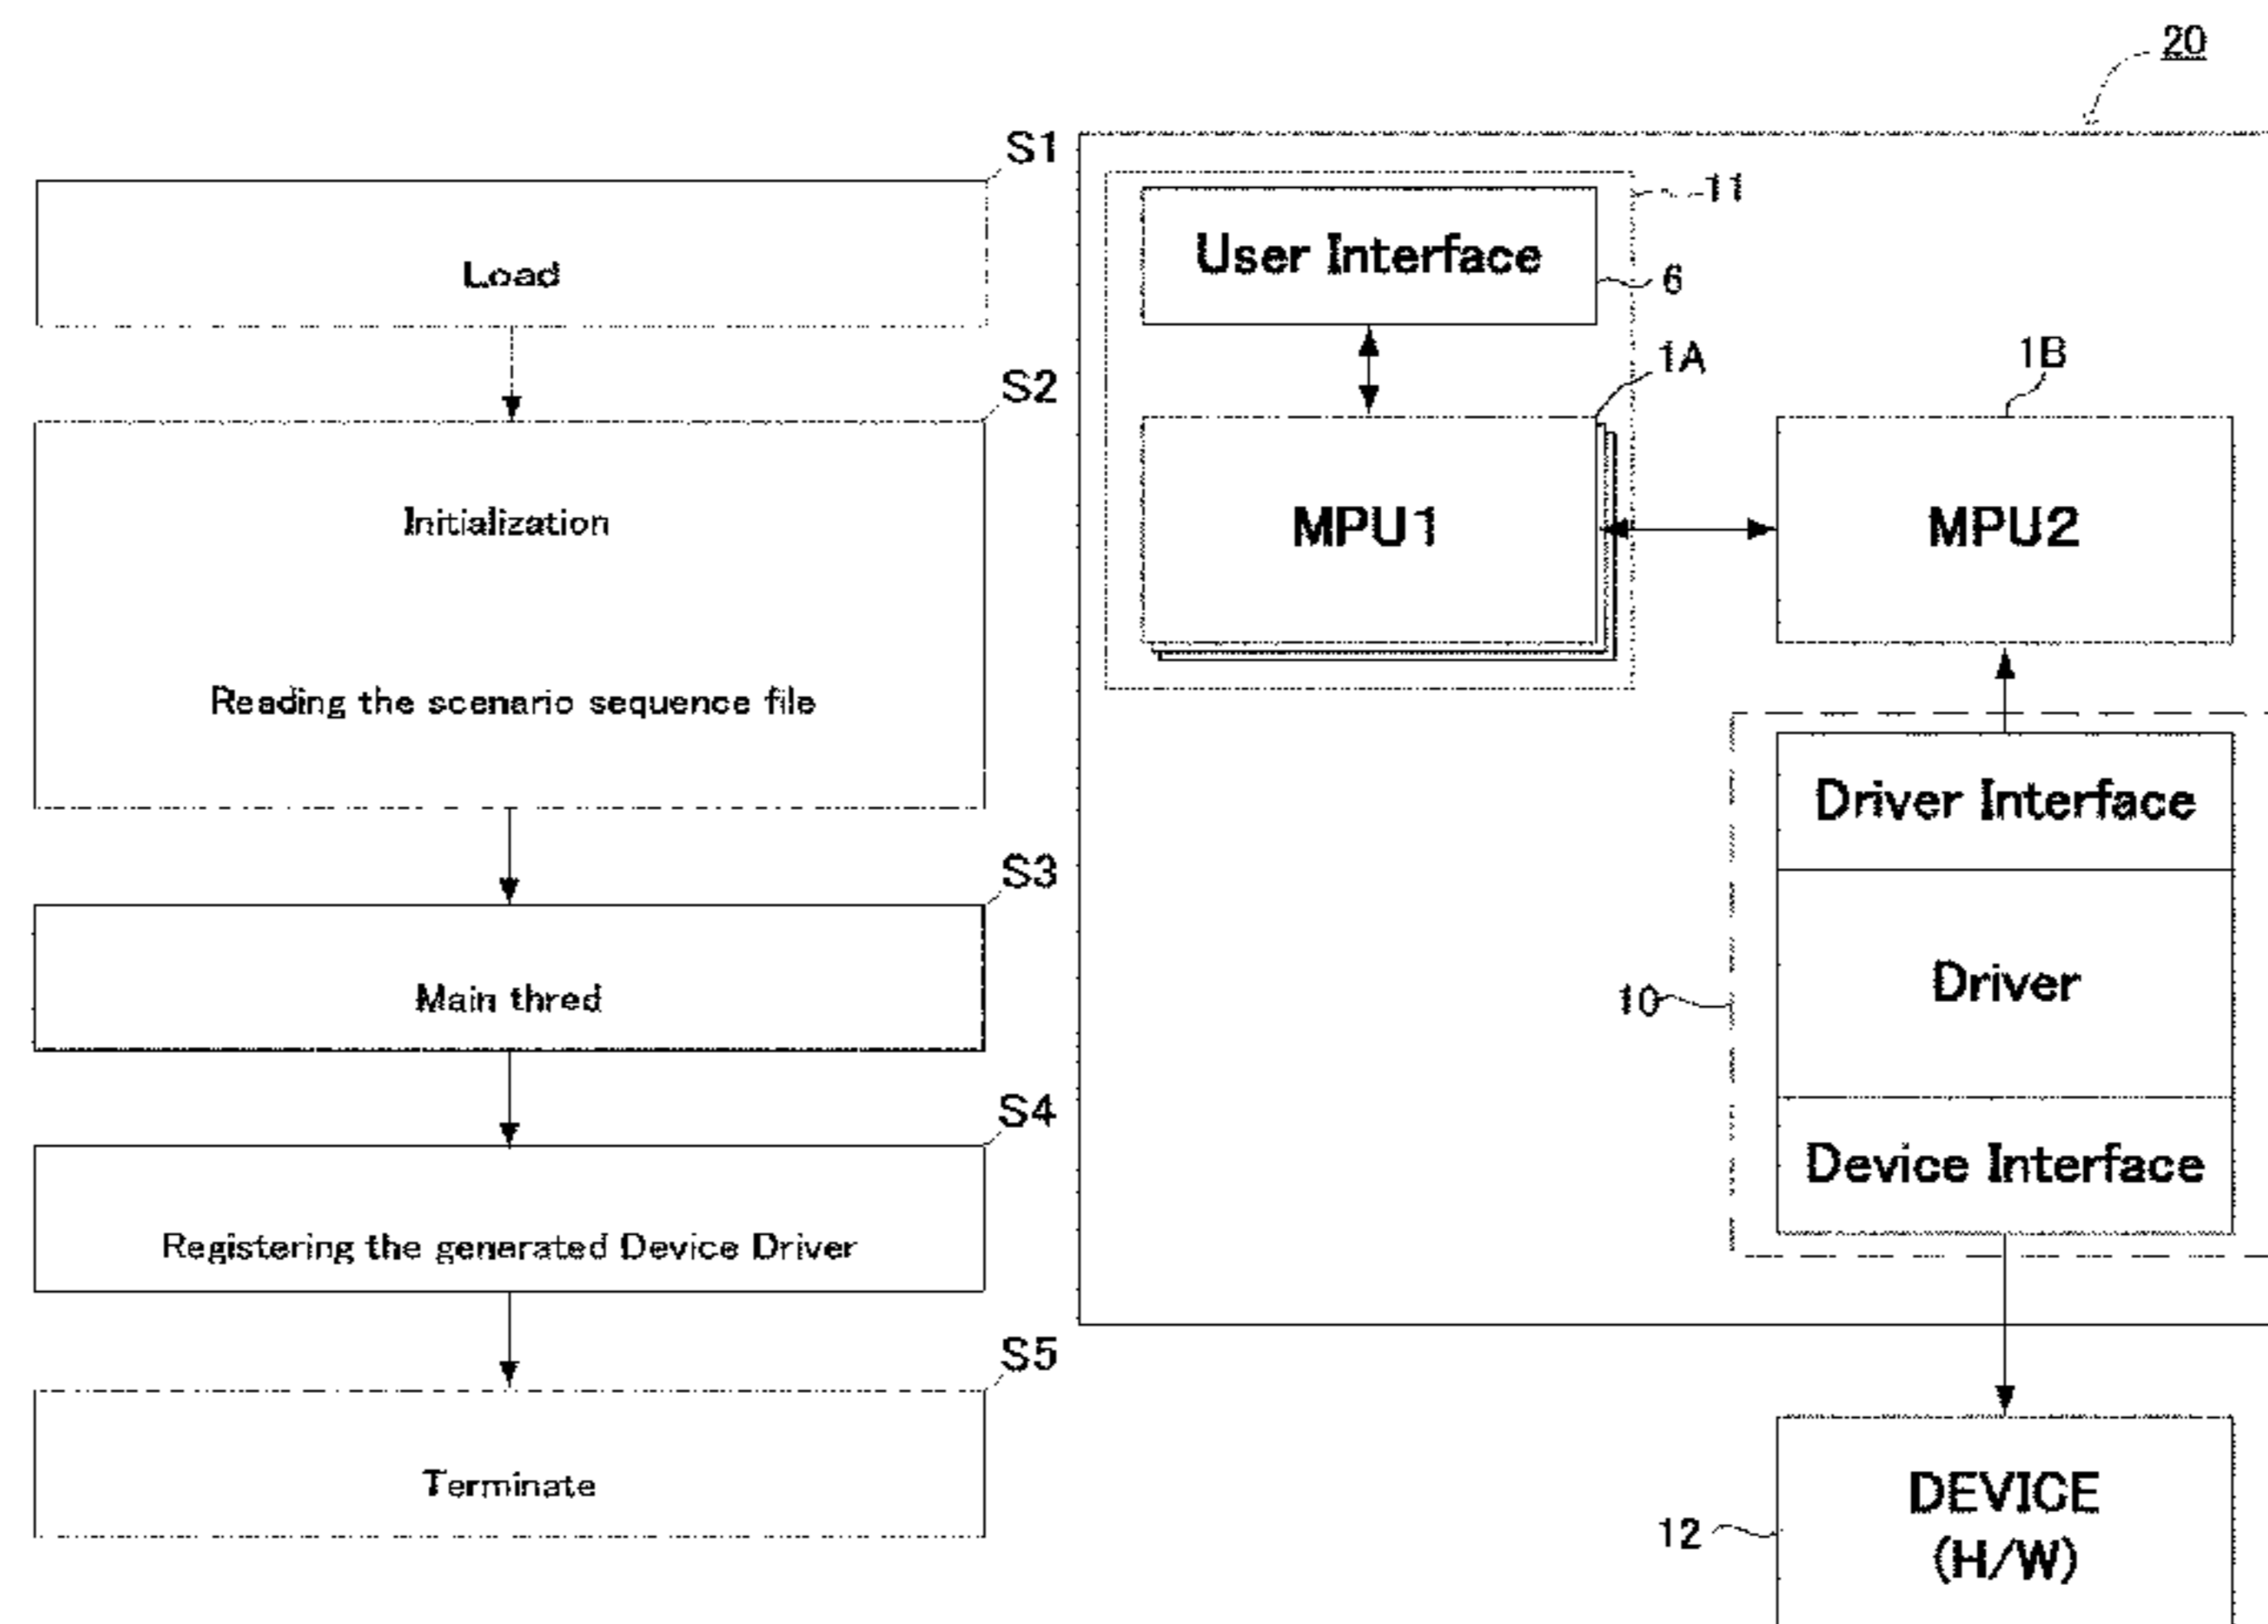 S1
Load
S2
Initialization
Reading the scenario sequence file
S3
Main thred
S4
Registering the generated Device Driver
S5
Terminate
20
11
User Interface
6
1A
MPU1
1B
MPU2
Driver Interface
10
Driver
Device Interface
12
DEVICE
(H/W)